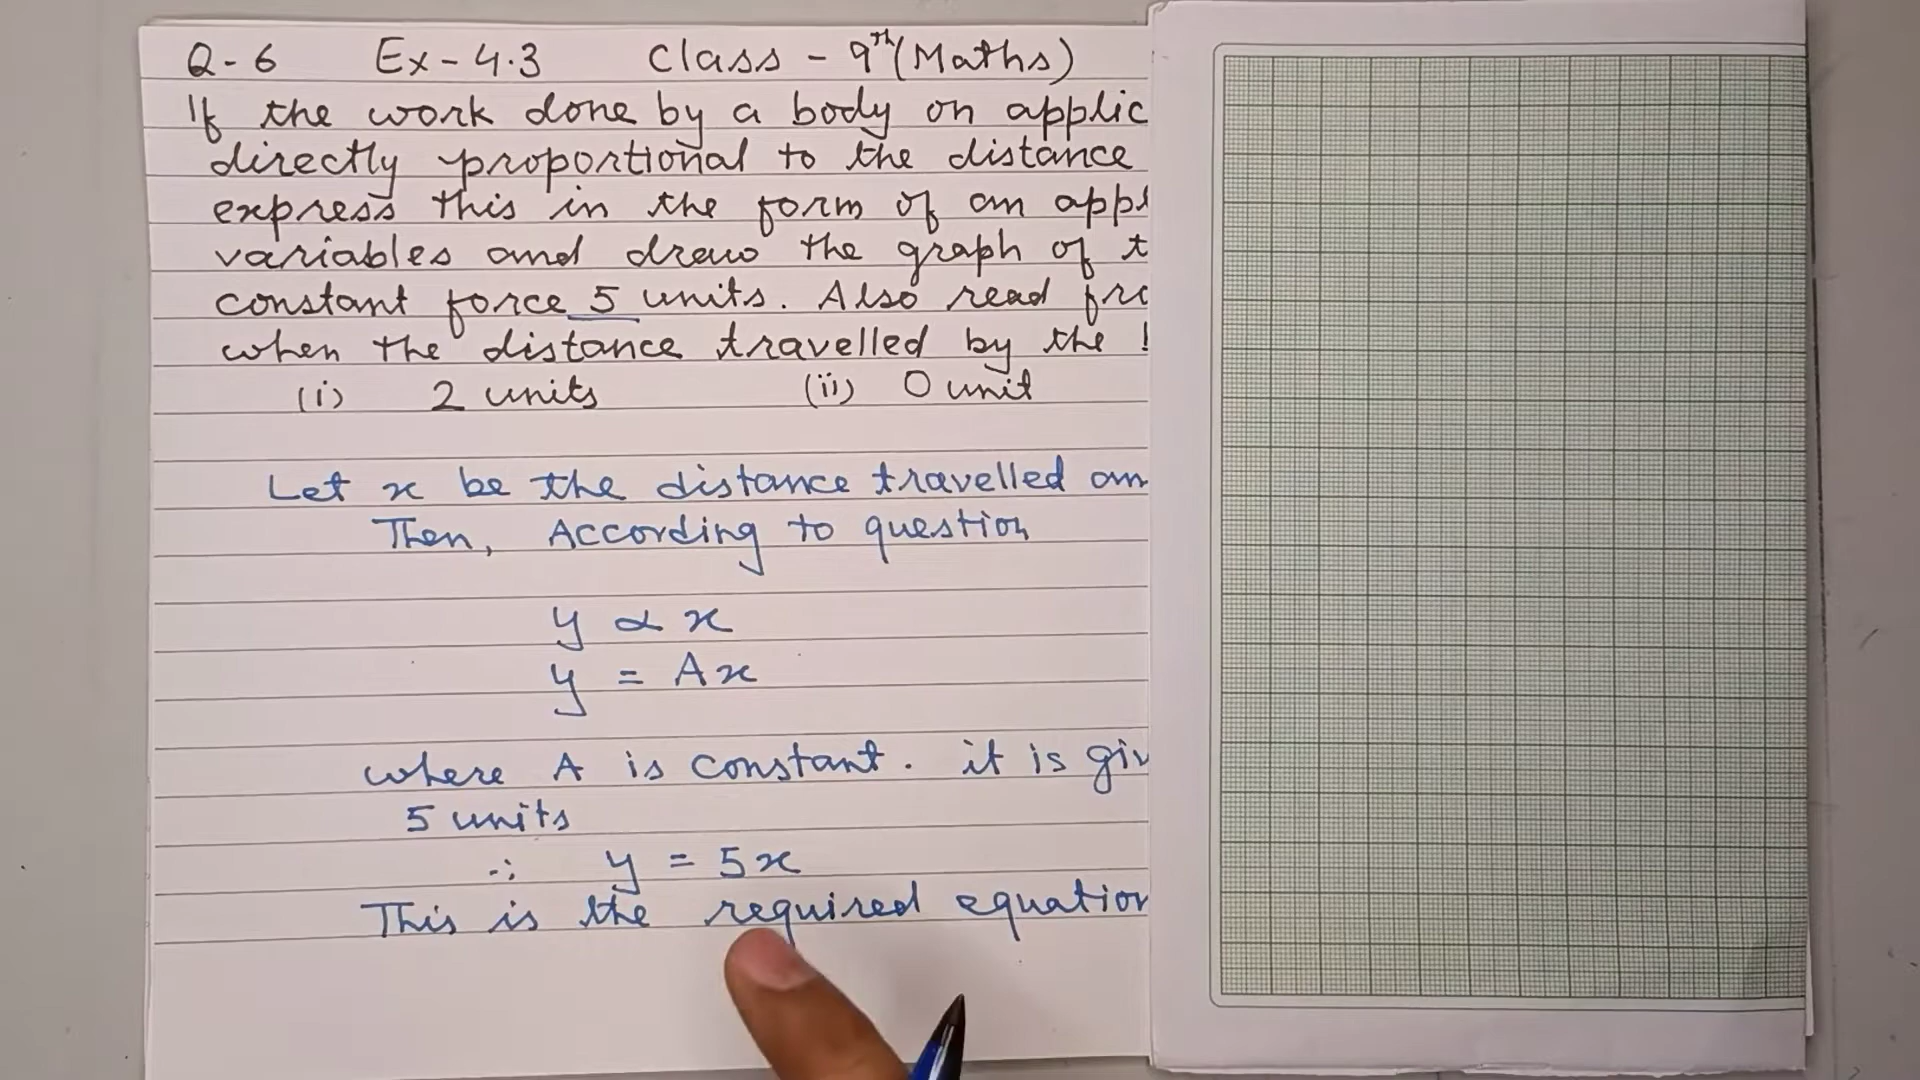 Q-6 Ex-4.3 Class - 9th (Maths)
If the work done by a body on applic
directly proportional to the distance
express this in the form of an app
variables and draw the graph of t
constant force 5 units. Also read fro
when the distance travelled by the
(i) 2 units (ii) 0 unit
Let x be the distance travelled an
Then, According to question
y ∝ x
y = Ax
where A is constant. it is giv
5 units
∴ y = 5x
This is the required equation